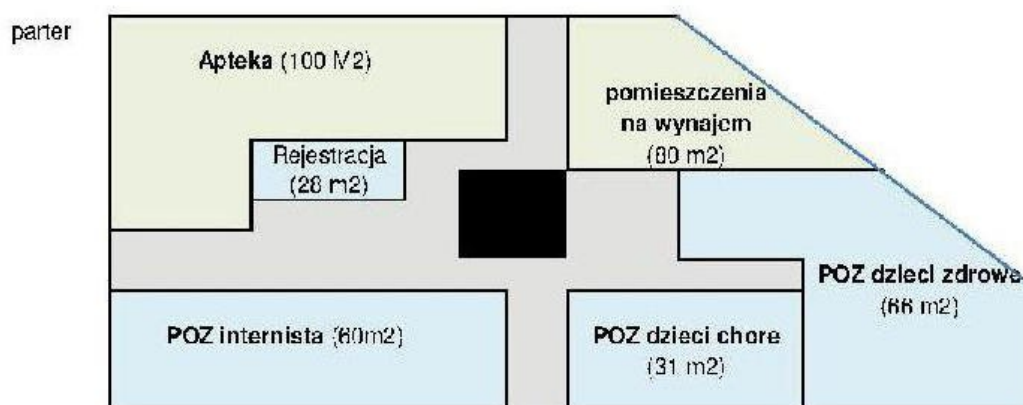 parter
Apteka (100 M2)
pomieszczenia
na wynajem
(80 m2)
Rejestracja
(28 m2)
POZ dzieci zdrowe
(66 m2)
POZ internista (60m2)
POZ dzieci chore
(31 m2)